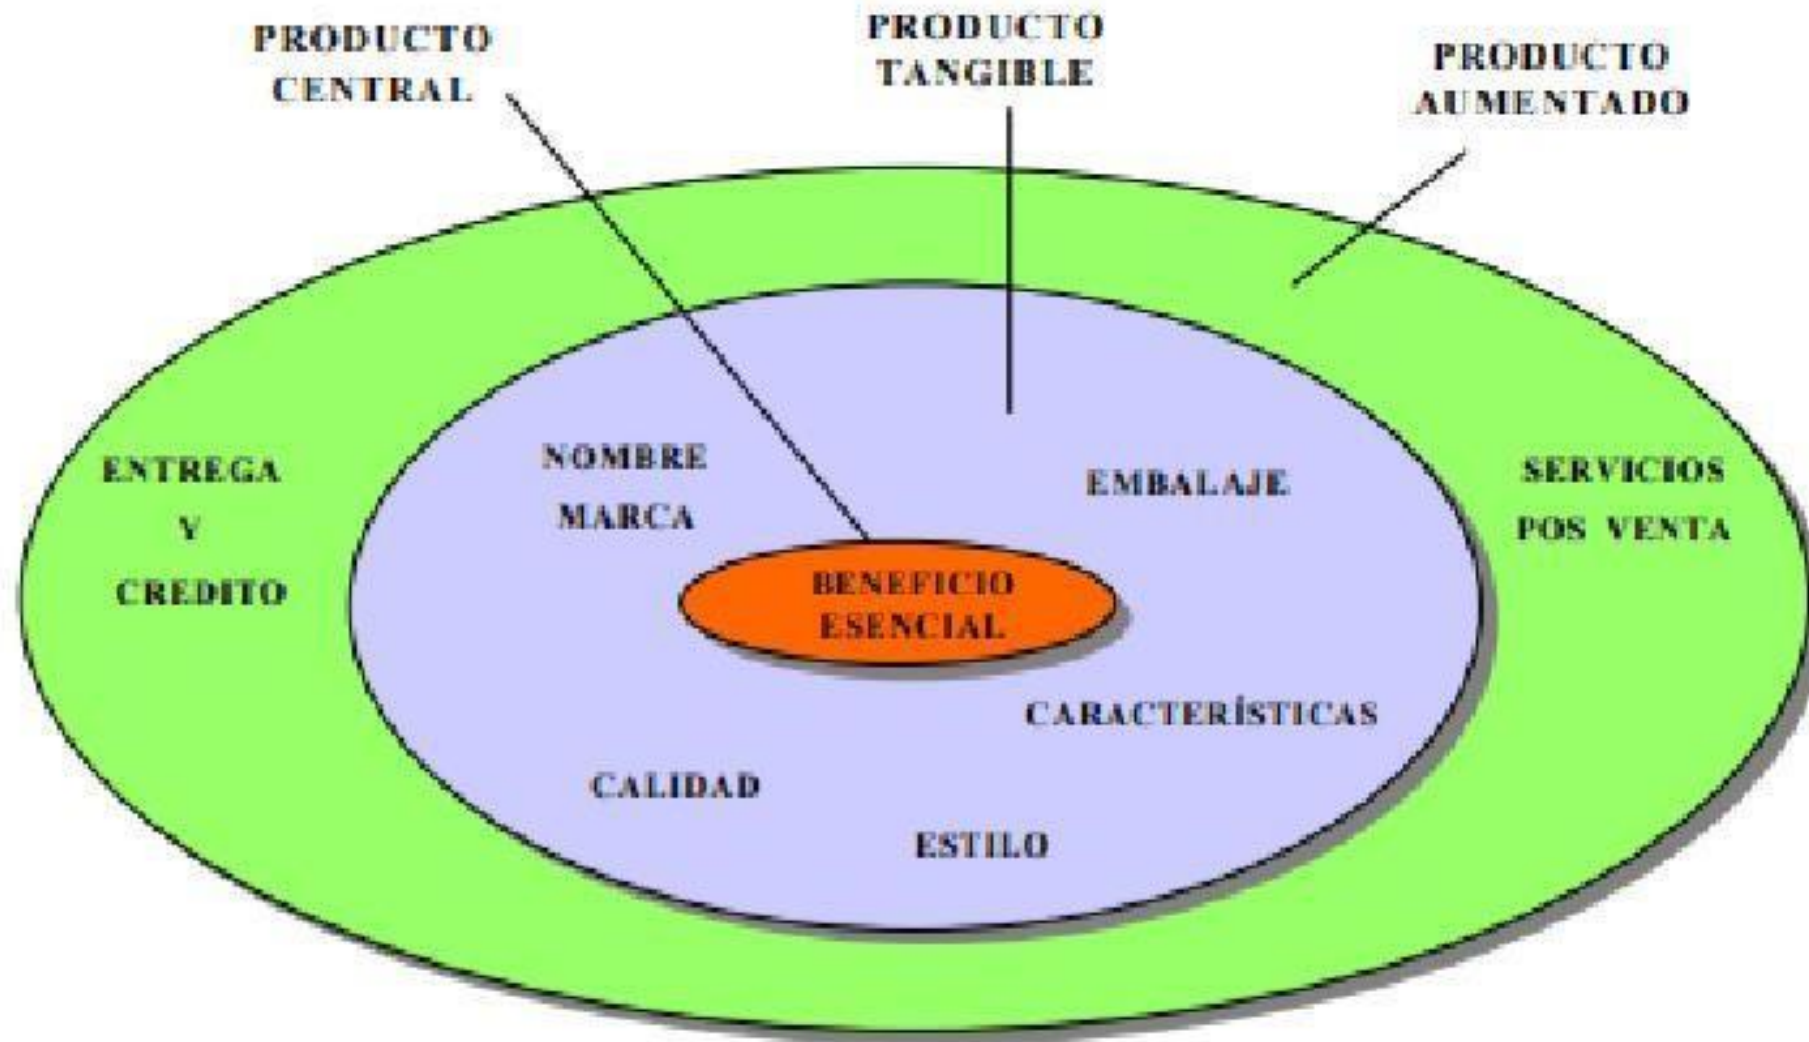 PRODUCTO
CENTRAL
PRODUCTO
TANGIBLE
PRODUCTO
AUMENTADO
ENTREGA
Y
CREDITO
NOMBRE
MARCA
EMBALAJE
SERVICIOS
POS VENTA
BENEFICIO
ESENCIAL
CARACTERÍSTICAS
CALIDAD
ESTILO